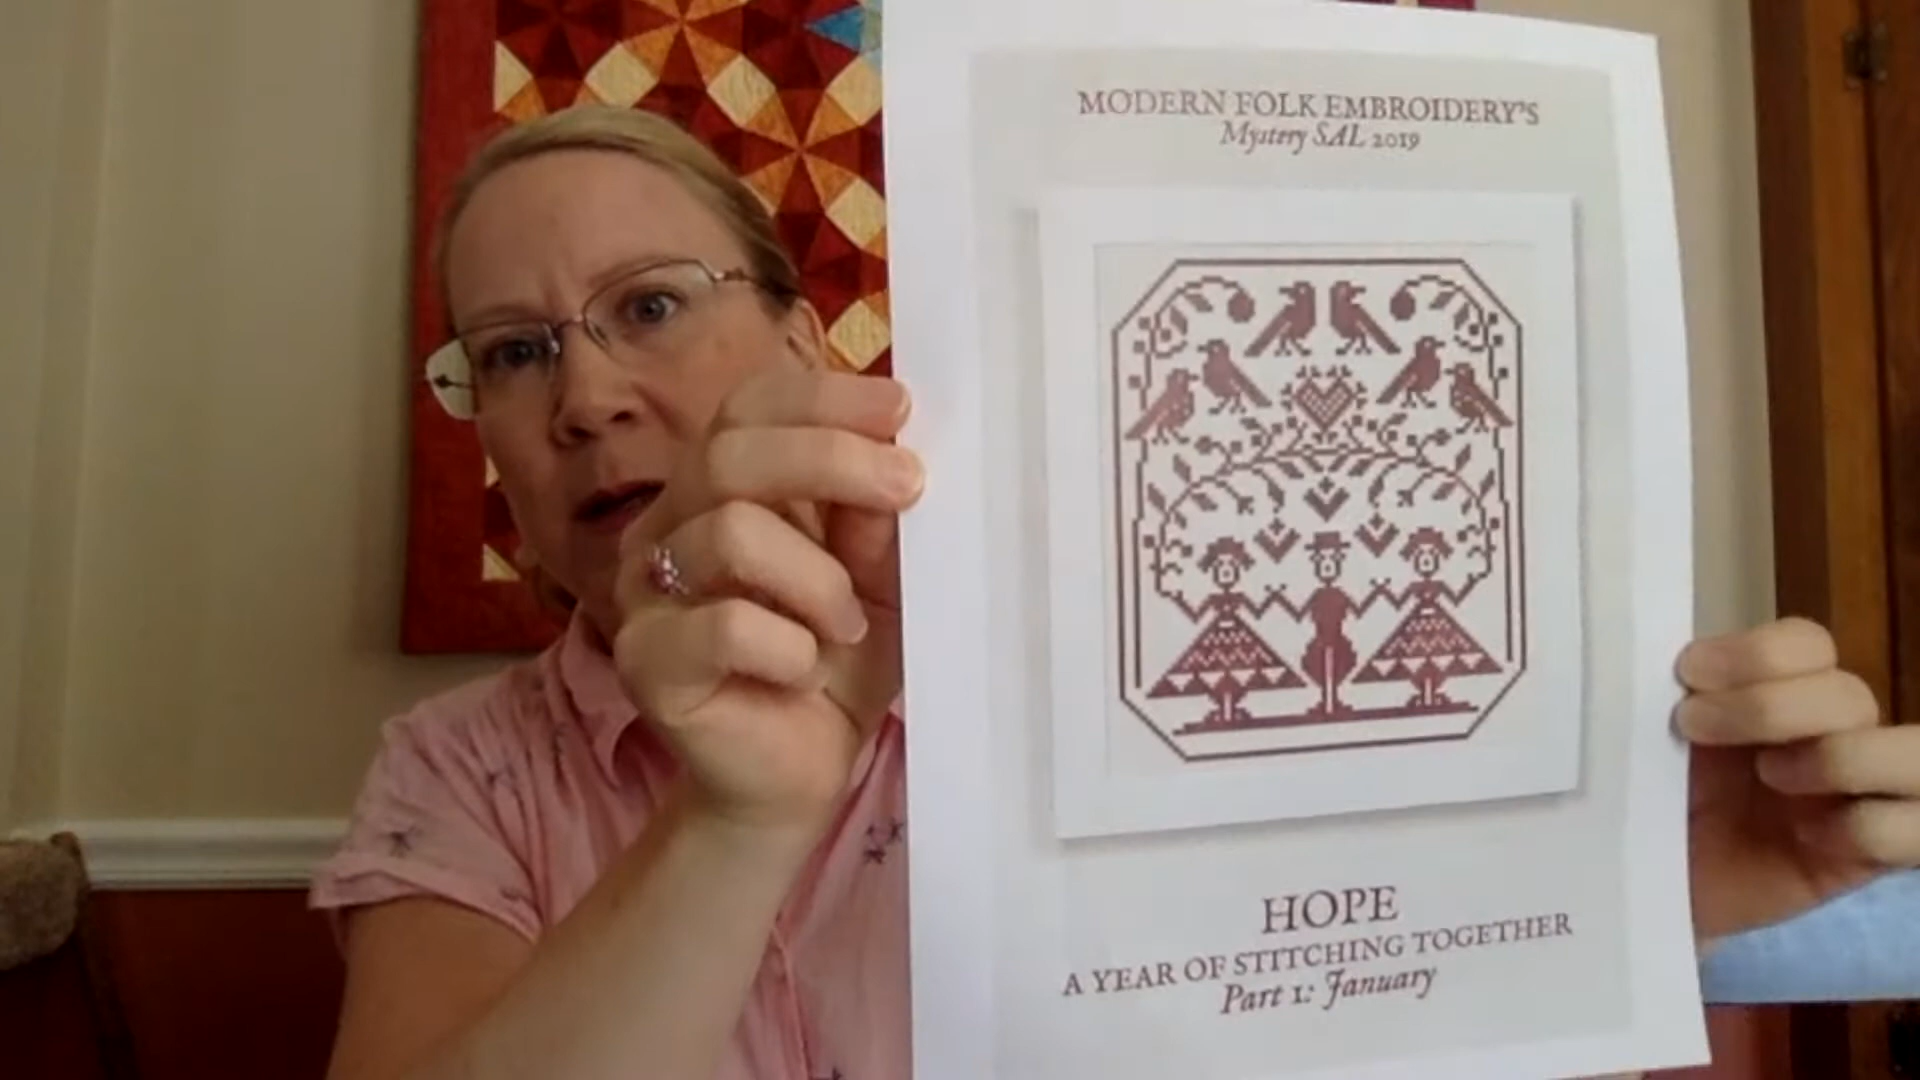 MODERN FOLK EMBROIDERY'S
Mystery SAL 2019
HOPE
A YEAR OF STITCHING TOGETHER
Part 1: January